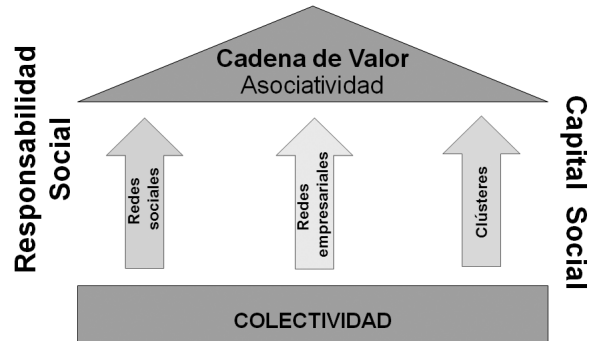 Cadena de Valor
Asociatividad
Responsabilidad
Social
Redes
sociales
Redes
empresariales
Clústeres
Capital Social
COLECTIVIDAD